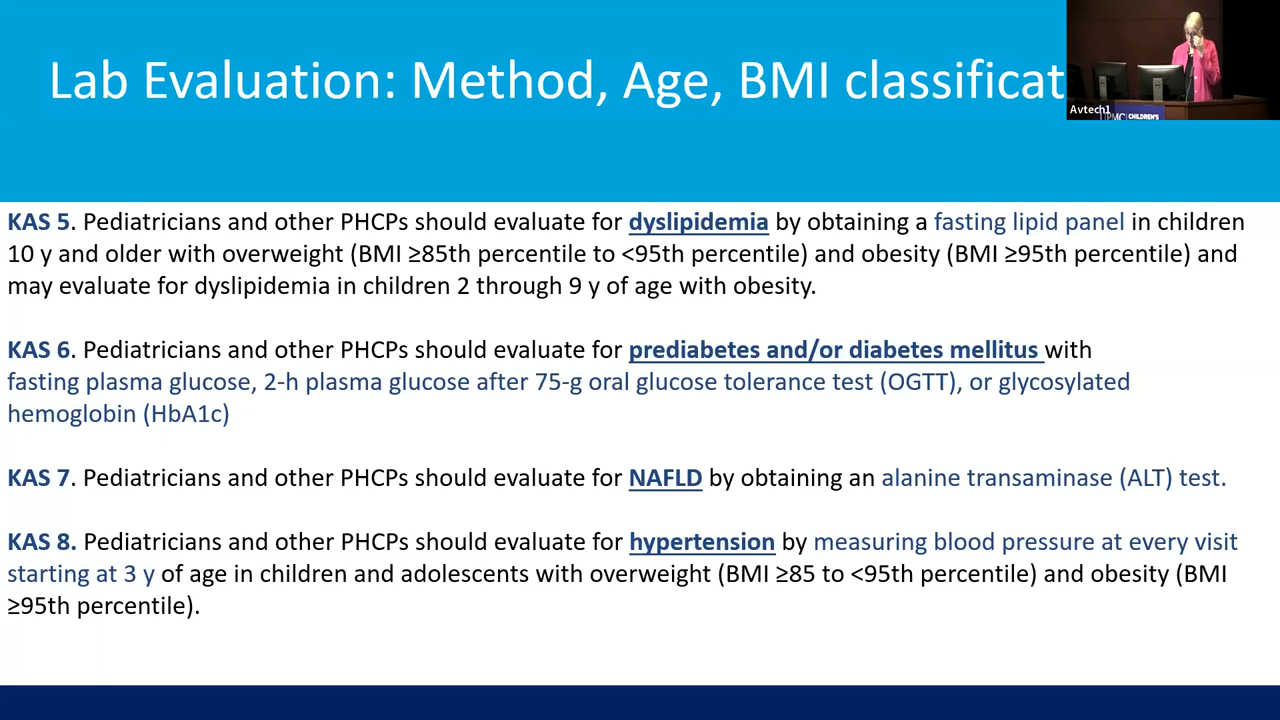 Lab Evaluation: Method, Age, BMI classificat
Avtech1
UPMC CHILDREN'S
KAS 5. Pediatricians and other PHCPs should evaluate for dyslipidemia by obtaining a fasting lipid panel in children
10 y and older with overweight (BMI ≥85th percentile to <95th percentile) and obesity (BMI ≥95th percentile) and
may evaluate for dyslipidemia in children 2 through 9 y of age with obesity.
KAS 6. Pediatricians and other PHCPs should evaluate for prediabetes and/or diabetes mellitus with
fasting plasma glucose, 2-h plasma glucose after 75-g oral glucose tolerance test (OGTT), or glycosylated
hemoglobin (HbA1c)
KAS 7. Pediatricians and other PHCPs should evaluate for NAFLD by obtaining an alanine transaminase (ALT) test.
KAS 8. Pediatricians and other PHCPs should evaluate for hypertension by measuring blood pressure at every visit
starting at 3 y of age in children and adolescents with overweight (BMI ≥85 to <95th percentile) and obesity (BMI
≥95th percentile).